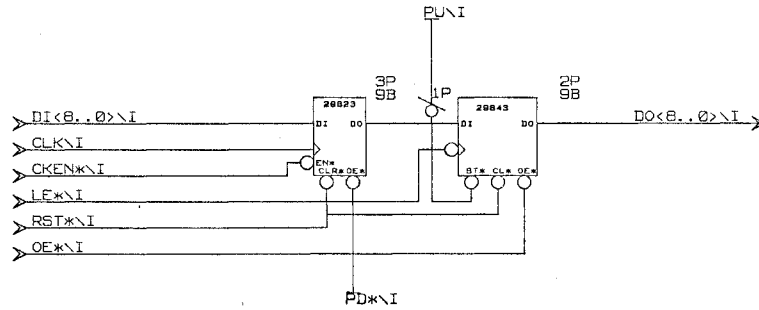 PU\I
3P
9B
1P
2P
9B
29823
29843
DI<8..0>\I
DI DO
DI DO
DO<8..0>\I
CLK\I
CKEN*\I
EN*
CLR* OE*
ST* CL* OE*
LE*\I
RST*\I
OE*\I
PD*\I